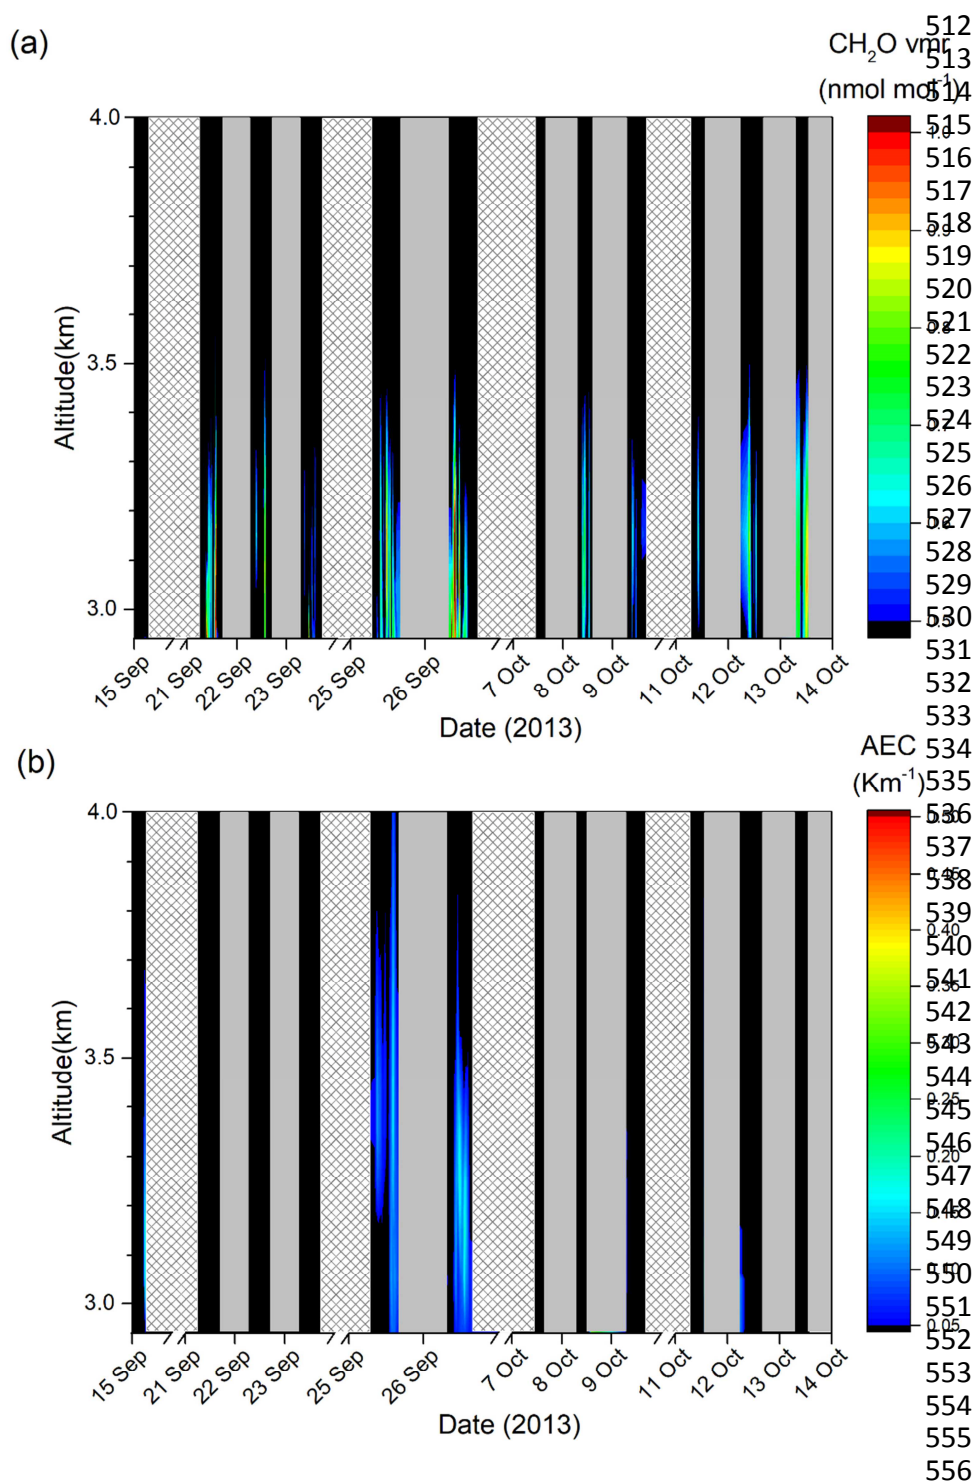 (a)
CH2O vmr
(nmol mol-1)
4.0
3.5
3.0
Altitude(km)
15 Sep
21 Sep
22 Sep
23 Sep
25 Sep
26 Sep
7 Oct
8 Oct
9 Oct
11 Oct
12 Oct
13 Oct
14 Oct
Date (2013)
(b)
AEC
(Km-1)
4.0
3.5
3.0
Altitude(km)
0.40
0.20
0.05
15 Sep
21 Sep
22 Sep
23 Sep
25 Sep
26 Sep
7 Oct
8 Oct
9 Oct
11 Oct
12 Oct
13 Oct
14 Oct
Date (2013)
512
513
514
515
516
517
518
519
520
521
522
523
524
525
526
527
528
529
530
531
532
533
534
535
536
537
538
539
540
541
542
543
544
545
546
547
548
549
550
551
552
553
554
555
556